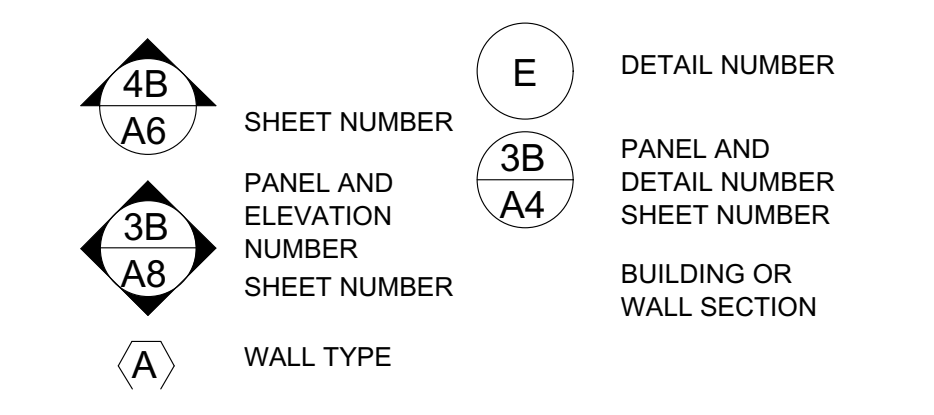 4B
A6
SHEET NUMBER
3B
A8
PANEL AND
ELEVATION
NUMBER
SHEET NUMBER
A
WALL TYPE
E
DETAIL NUMBER
3B
A4
PANEL AND
DETAIL NUMBER
SHEET NUMBER
BUILDING OR
WALL SECTION